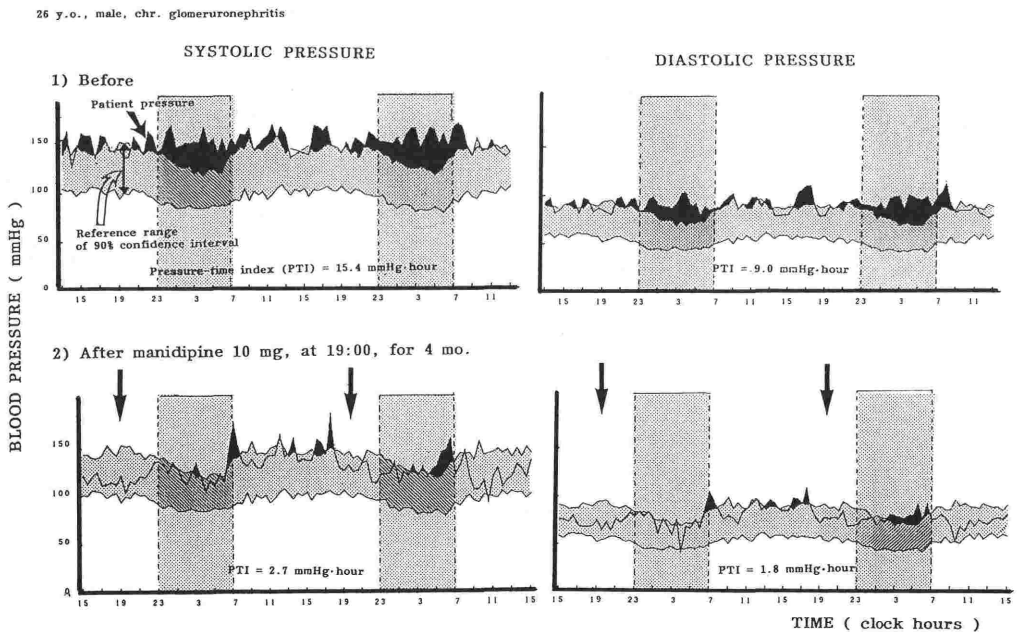 26 y.o., male, chr. glomeruronephritis
SYSTOLIC PRESSURE
DIASTOLIC PRESSURE
1) Before
Patient pressure
150
100
50
0
Reference range
of 90% confidence interval
Pressure-time index (PTI) = 15.4 mmHg·hour
PTI = 9.0 mmHg·hour
15 19 23 3 7 11 15 19 23 3 7 11
15 19 23 3 7 11 15 19 23 3 7 11
BLOOD PRESSURE ( mmHg )
2) After manidipine 10 mg, at 19:00, for 4 mo.
150
100
50
PTI = 2.7 mmHg·hour
PTI = 1.8 mmHg·hour
15 19 23 3 7 11 15 19 23 3 7 11 15
15 19 23 3 7 11 15 19 23 3 7 11 15
TIME ( clock hours )